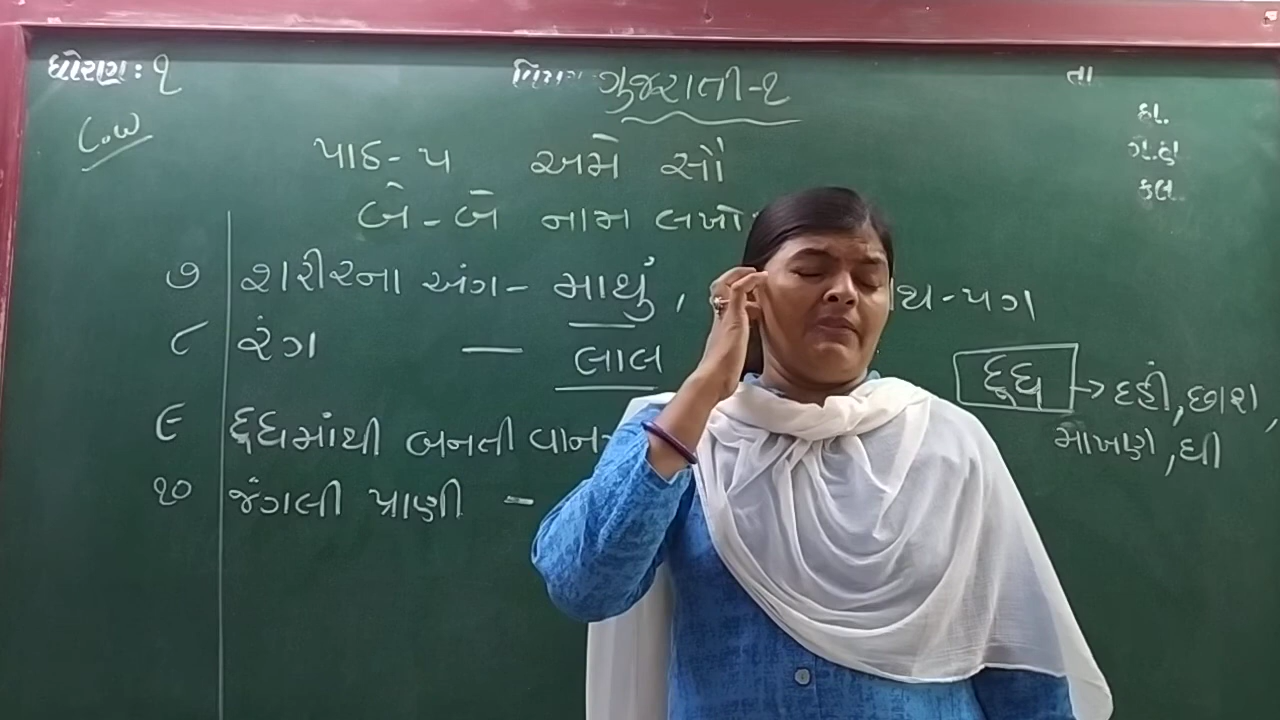 ધોરણ: ૧
વિષય: ગુજરાતી-૧
તા
C.W
હા.
ગે.હા.
કુલ
પાઠ-૫ અમે સૌ
બે-બે નામ લખો
૭ શરીરના અંગ- માથું, થ-પગ
૮ રંગ — લાલ
દૂધ → દહીં, છાશ,
માખણ, ઘી
૯ દૂધમાંથી બનતી વાન
૧૦ જંગલી પ્રાણી -